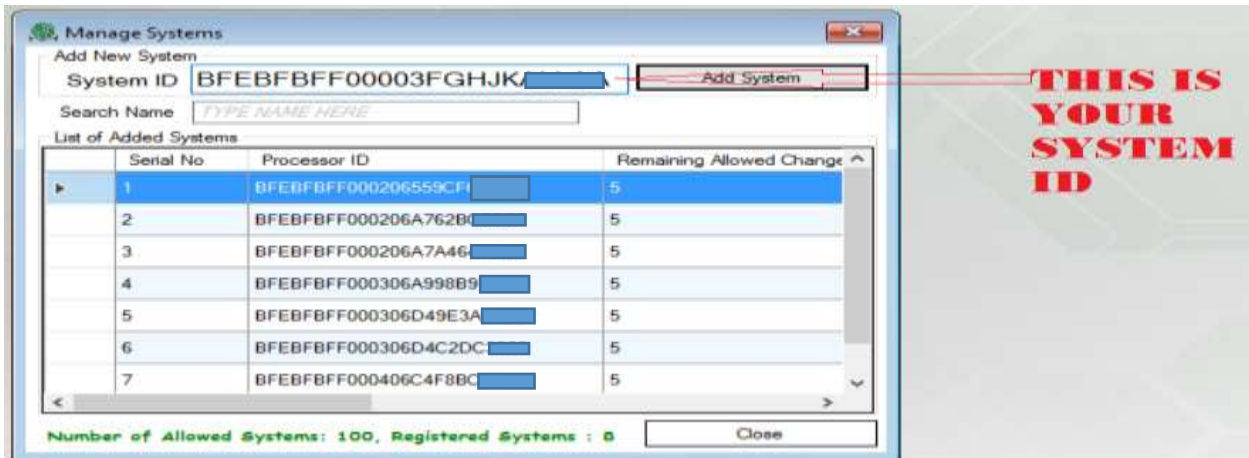 Manage Systems
Add New System
System ID BFEBFBFF00003FGHJK Add System
Search Name TYPE NAME HERE
List of Added Systems
Serial No Processor ID Remaining Allowed Change
1 BFEBFBFF000206559CF 5
2 BFEBFBFF000206A762B 5
3 BFEBFBFF000206A7A46 5
4 BFEBFBFF000306A998B9 5
5 BFEBFBFF000306D49E3A 5
6 BFEBFBFF000306D4C2DC 5
7 BFEBFBFF000406C4F8BC 5
Number of Allowed Systems: 100, Registered Systems : 8
Close
THIS IS
YOUR
SYSTEM
ID